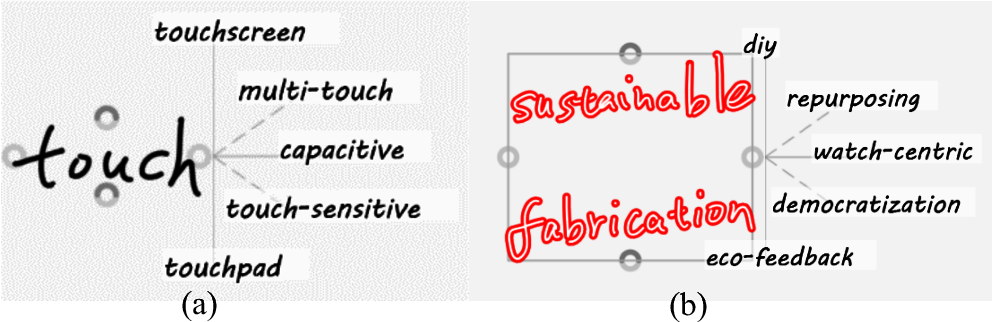 touchscreen
multi-touch
touch
capacitive
touch-sensitive
touchpad
(a)
diy
sustainable
repurposing
watch-centric
democratization
fabrication
eco-feedback
(b)